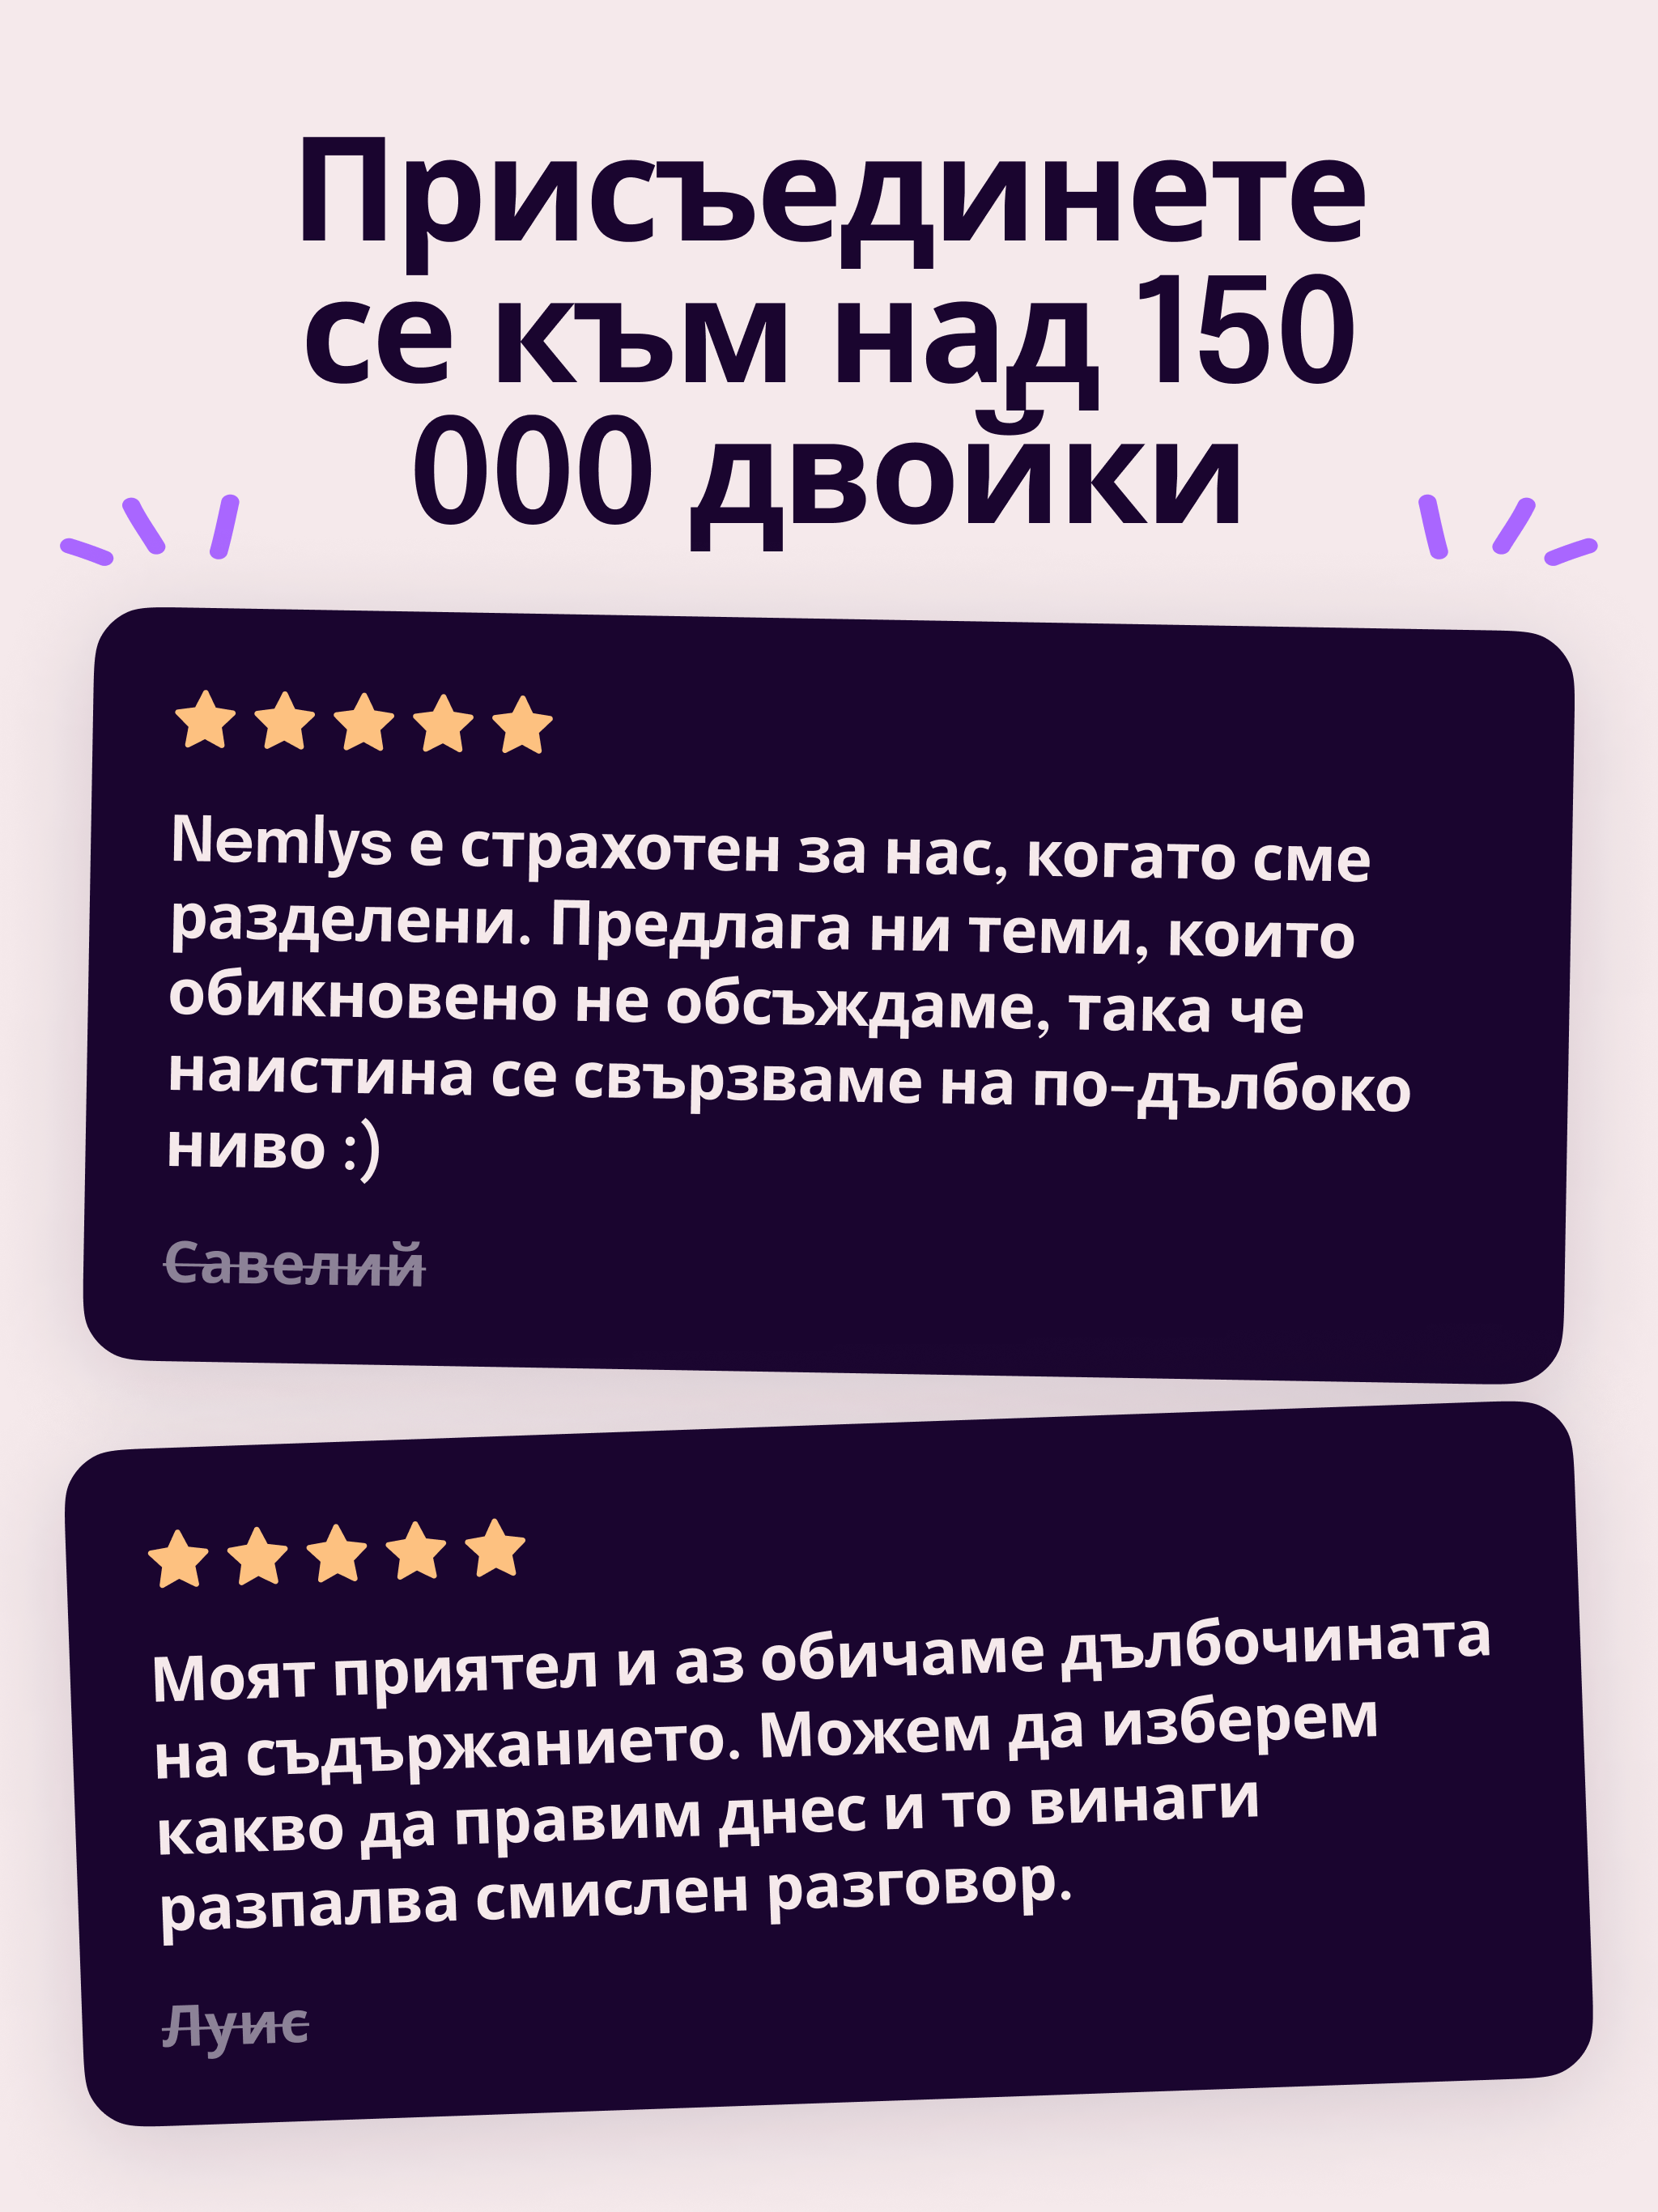 Присъединете
се към над 150
000 двойки
Nemlys е страхотен за нас, когато сме
разделени. Предлага ни теми, които
обикновено не обсъждаме, така че
наистина се свързваме на по-дълбоко
ниво :)
Савелий
Моят приятел и аз обичаме дълбочината
на съдържанието. Можем да изберем
какво да правим днес и то винаги
разпалва смислен разговор.
Луис